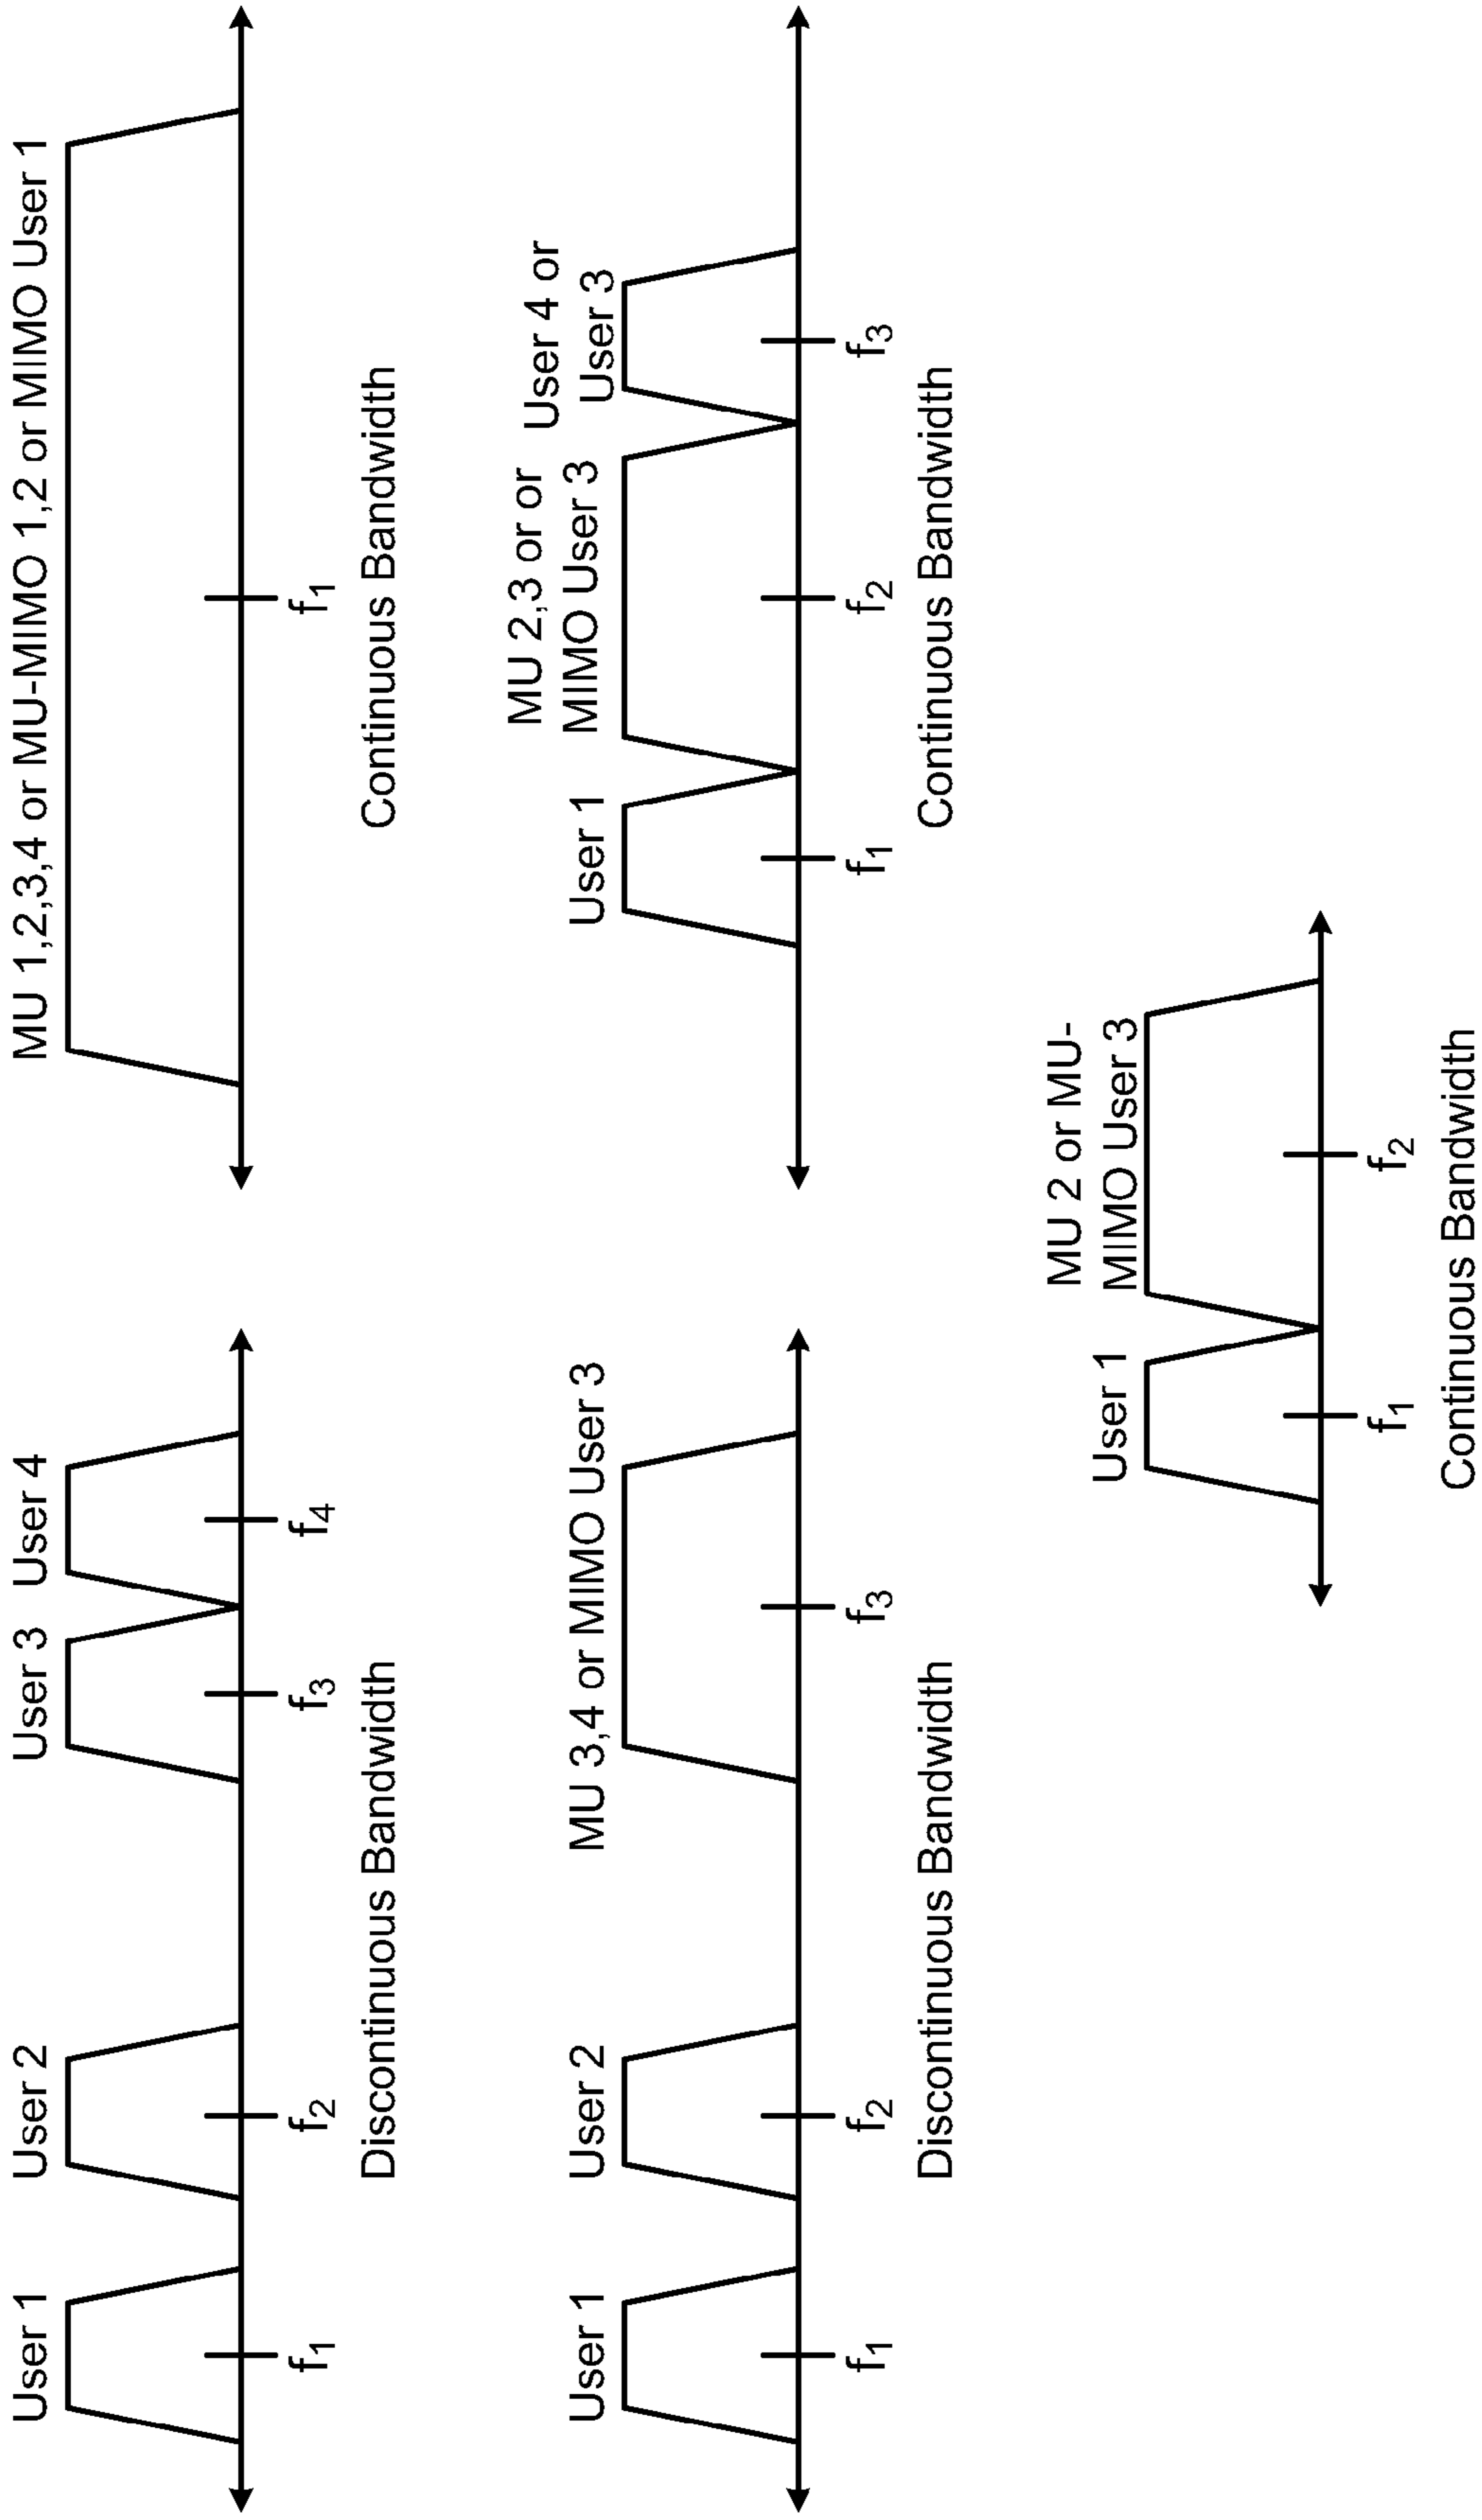 User 1
User 2
User 3
User 4
f1
f2
f3
f4
Discontinuous Bandwidth
MU 1,2,3,4 or MU-MIMO 1,2 or MIMO User 1
f1
Continuous Bandwidth
User 1
User 2
MU 3,4 or MIMO User 3
f1
f2
f3
Discontinuous Bandwidth
User 1
MU 2,3 or or
MIMO User 3
User 4 or
User 3
f1
f2
f3
Continuous Bandwidth
User 1
MU 2 or MU-
MIMO User 3
f1
f2
Continuous Bandwidth